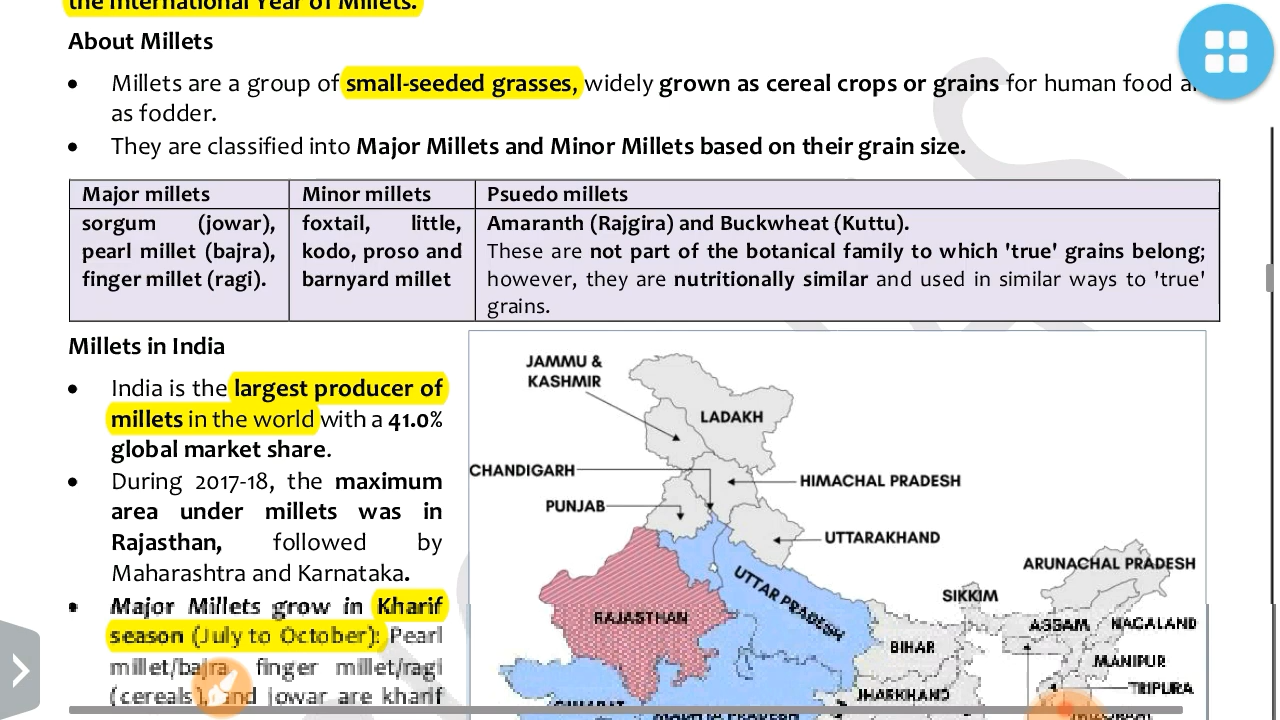 the International Year of Millets.
About Millets
• Millets are a group of small-seeded grasses, widely grown as cereal crops or grains for human food a
as fodder.
• They are classified into Major Millets and Minor Millets based on their grain size.
Major millets Minor millets Psuedo millets
sorgum (jowar), pearl millet (bajra), finger millet (ragi).
foxtail, little, kodo, proso and barnyard millet
Amaranth (Rajgira) and Buckwheat (Kuttu).
These are not part of the botanical family to which 'true' grains belong;
however, they are nutritionally similar and used in similar ways to 'true'
grains.
Millets in India
• India is the largest producer of
millets in the world with a 41.0%
global market share.
• During 2017-18, the maximum
area under millets was in
Rajasthan, followed by
Maharashtra and Karnataka.
• Major Millets grow in Kharif
season (July to October): Pearl
millet/bajra, finger millet/ragi
(cereals), and jowar are kharif
JAMMU &
KASHMIR
LADAKH
CHANDIGARH
HIMACHAL PRADESH
PUNJAB
UTTARAKHAND
ARUNACHAL PRADESH
UTTAR PRADESH
SIKKIM
RAJASTHAN
ASSAM
NAGALAND
BIHAR
MANIPUR
TRIPURA
JHARKHAND